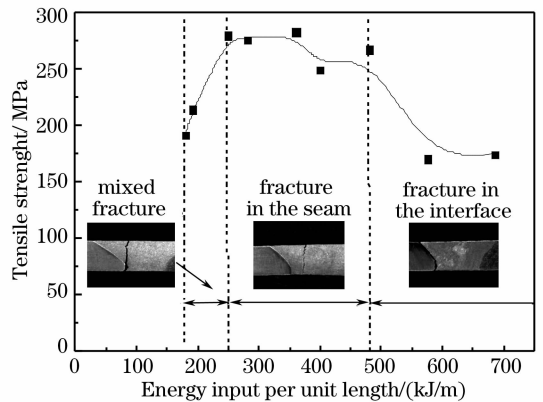 300
250
200
150
100
50
0
Tensile strenght/ MPa
mixed
fracture
fracture
in the seam
fracture in
the interface
0 100 200 300 400 500 600 700
Energy input per unit length/(kJ/m)